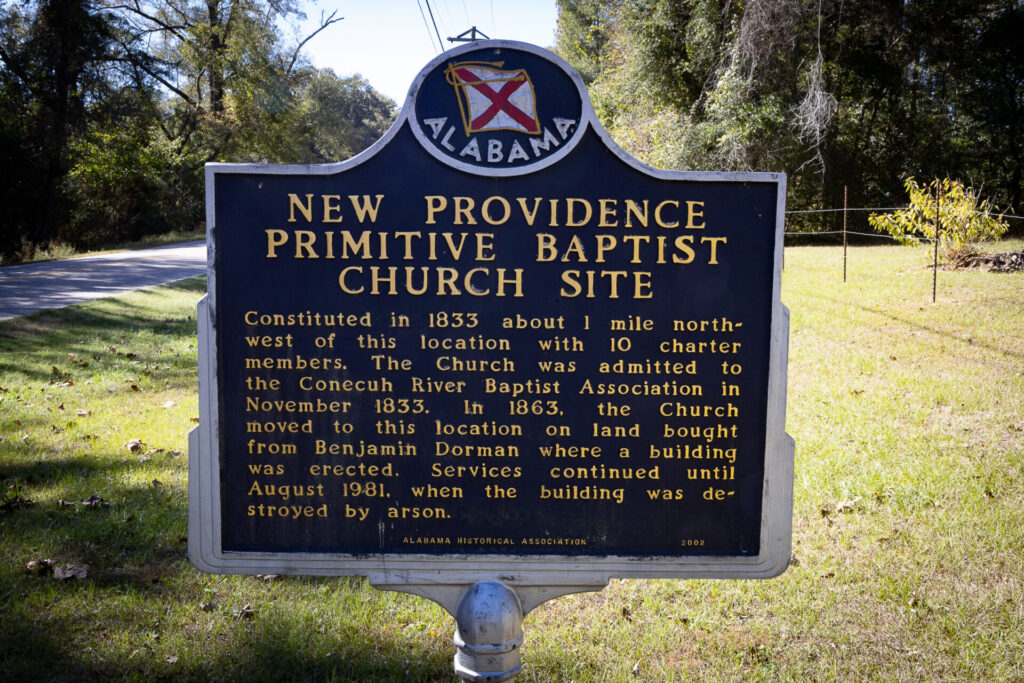 ALABAMA
NEW PROVIDENCE
PRIMITIVE BAPTIST
CHURCH SITE
Constituted in 1833 about 1 mile north-
west of this location with 10 charter
members. The Church was admitted to
the Conecuh River Baptist Association in
November 1833. In 1863, the Church
moved to this location on land bought
from Benjamin Dorman where a building
was erected. Services continued until
August 1981, when the building was de-
stroyed by arson.
ALABAMA HISTORICAL ASSOCIATION 2002